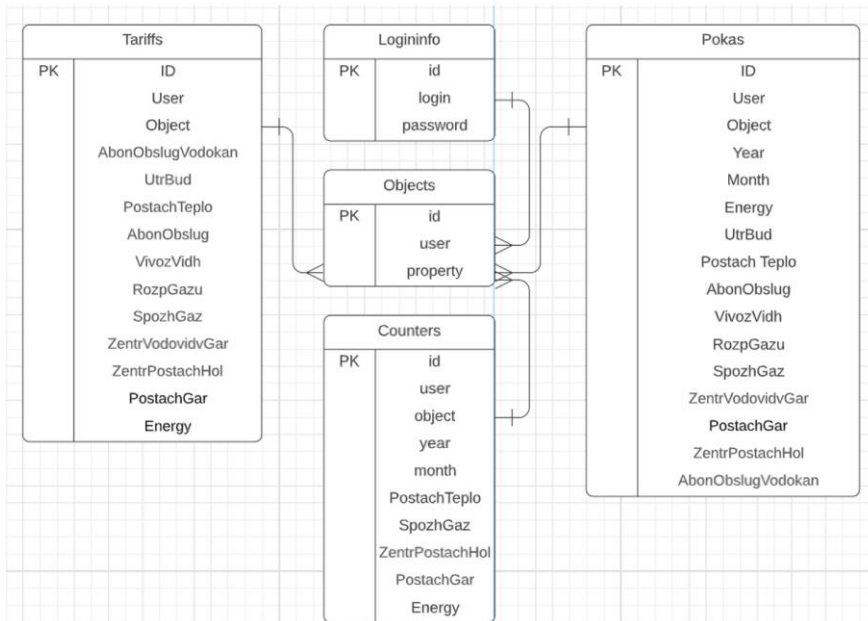 Tariffs
PK ID
User
Object
AbonObslugVodokan
UtrBud
PostachTeplo
AbonObslug
VivozVidh
RozpGazu
SpozhGaz
ZentrVodovidvGar
ZentrPostachHol
PostachGar
Energy
Logininfo
PK id
login
password
Objects
PK id
user
property
Counters
PK id
user
object
year
month
PostachTeplo
SpozhGaz
ZentrPostachHol
PostachGar
Energy
Pokas
PK ID
User
Object
Year
Month
Energy
UtrBud
Postach Teplo
AbonObslug
VivozVidh
RozpGazu
SpozhGaz
ZentrVodovidvGar
PostachGar
ZentrPostachHol
AbonObslugVodokan